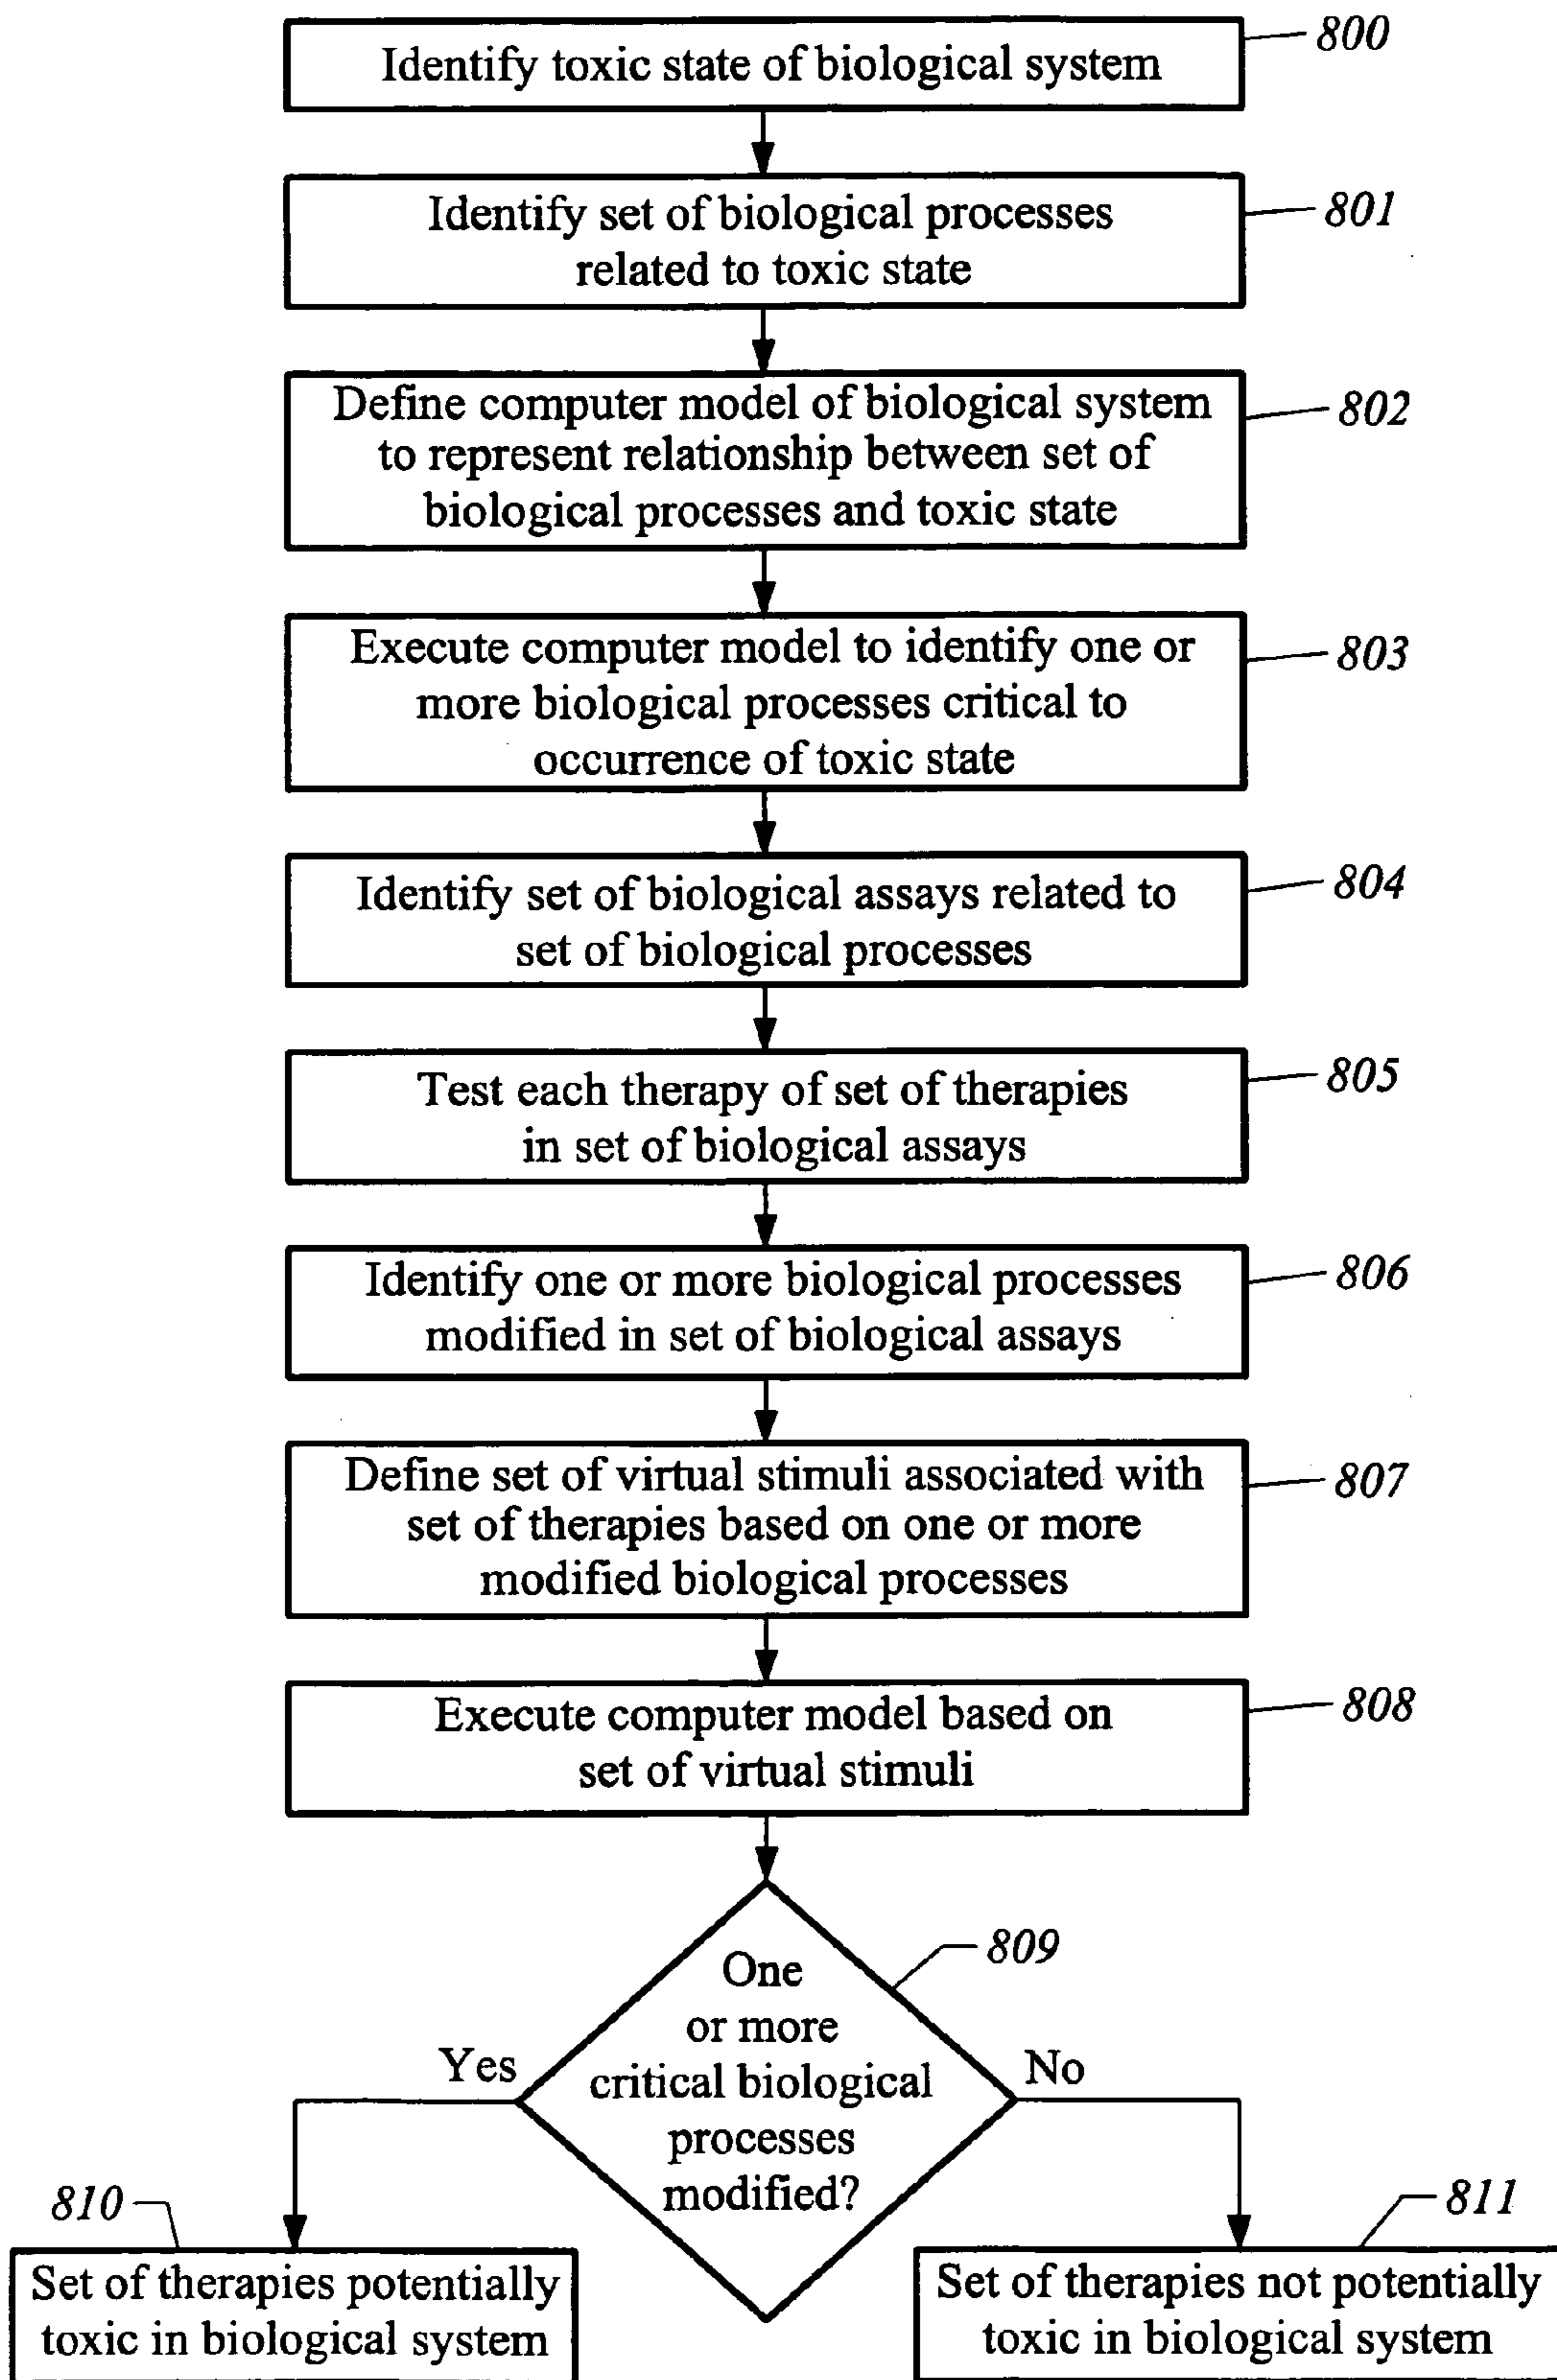 Identify toxic state of biological system
800
Identify set of biological processes
related to toxic state
801
Define computer model of biological system
to represent relationship between set of
biological processes and toxic state
802
Execute computer model to identify one or
more biological processes critical to
occurrence of toxic state
803
Identify set of biological assays related to
set of biological processes
804
Test each therapy of set of therapies
in set of biological assays
805
Identify one or more biological processes
modified in set of biological assays
806
Define set of virtual stimuli associated with
set of therapies based on one or more
modified biological processes
807
Execute computer model based on
set of virtual stimuli
808
One
or more
critical biological
processes
modified?
809
Yes
No
810
Set of therapies potentially
toxic in biological system
811
Set of therapies not potentially
toxic in biological system